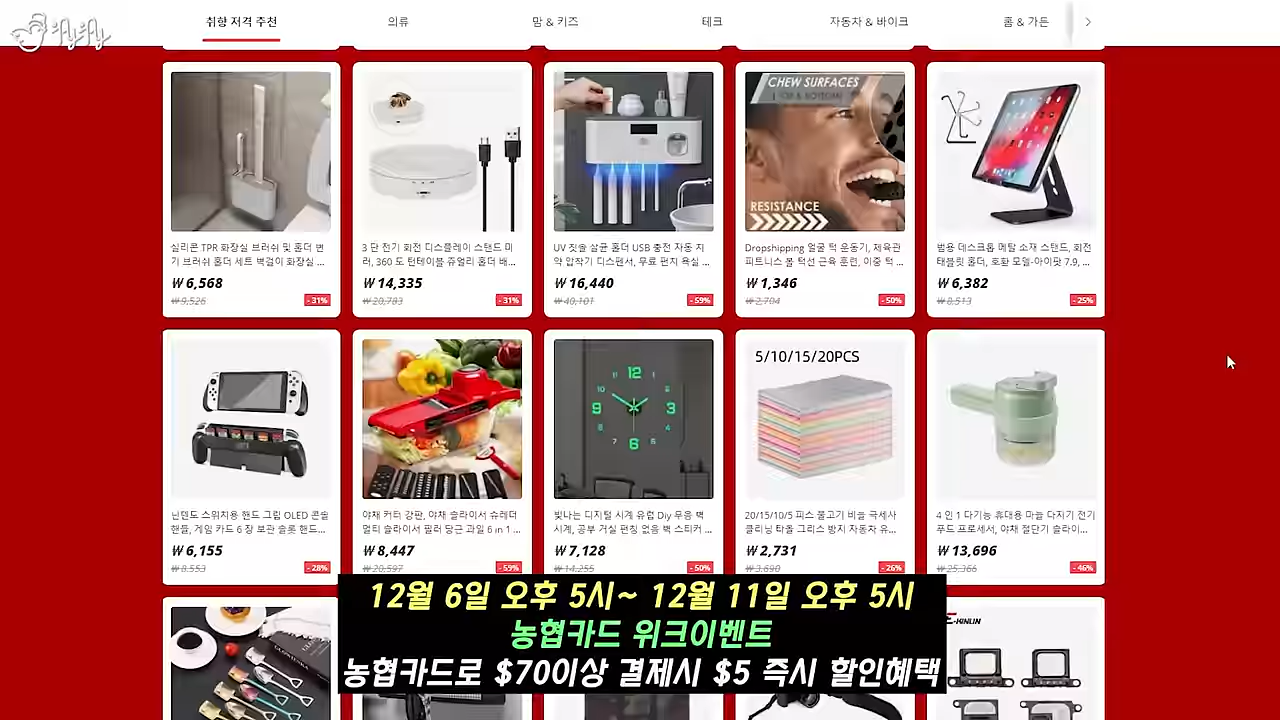 취향 저격 추천
의류
맘 & 키즈
테크
자동차 & 바이크
홈 & 가든
CHEW SURFACES
RESISTANCE
실리콘 TPR 화장실 브러쉬 및 홀더 변
기 브러쉬 홀더 세트 벽걸이 화장실 ...
₩ 6,568
₩ 9,526
- 31%
3 단 전기 회전 디스플레이 스탠드 미
러, 360 도 턴테이블 쥬얼리 홀더 배...
₩ 14,335
₩ 20,783
- 31%
UV 칫솔 살균 홀더 USB 충전 자동 치
약 압착기 디스펜서, 무료 펀치 욕실 ...
₩ 16,440
₩ 40,101
- 59%
Dropshipping 얼굴 턱 운동기, 제육관
피트니스 볼 턱선 근육 훈련, 이중 턱 ...
₩ 1,346
₩ 2,704
- 50%
범용 데스크톱 메탈 소재 스탠드, 회전
태블릿 홀더, 호환 모델-아이팟 7.9, ...
₩ 6,382
₩ 8,513
- 25%
5/10/15/20PCS
닌텐도 스위치용 핸드 그립 OLED 콘솔
핸들, 게임 카드 6 장 보관 슬롯 핸드...
₩ 6,155
₩ 8,553
- 28%
야채 커터 강판, 야채 슬라이서 슈레더
멀티 슬라이서 필러 당근 과일 6 in 1 ...
₩ 8,447
₩ 20,597
- 59%
빛나는 디지털 시계 유럽 Diy 무음 벽
시계, 공부 거실 펀칭 없음 벽 스티커 ...
₩ 7,128
₩ 14,255
- 50%
20/15/10/5 피스 물고기 비늘 극세사
클리닝 타올 그리스 방지 자동차 유...
₩ 2,731
₩ 3,690
- 26%
4 인 1 다기능 휴대용 마늘 다지기 전기
푸드 프로세서, 야채 절단기 슬라이...
₩ 13,696
₩ 25,366
- 46%
12월 6일 오후 5시~ 12월 11일 오후 5시
농협카드 위크이벤트
농협카드로 $70이상 결제시 $5 즉시 할인혜택